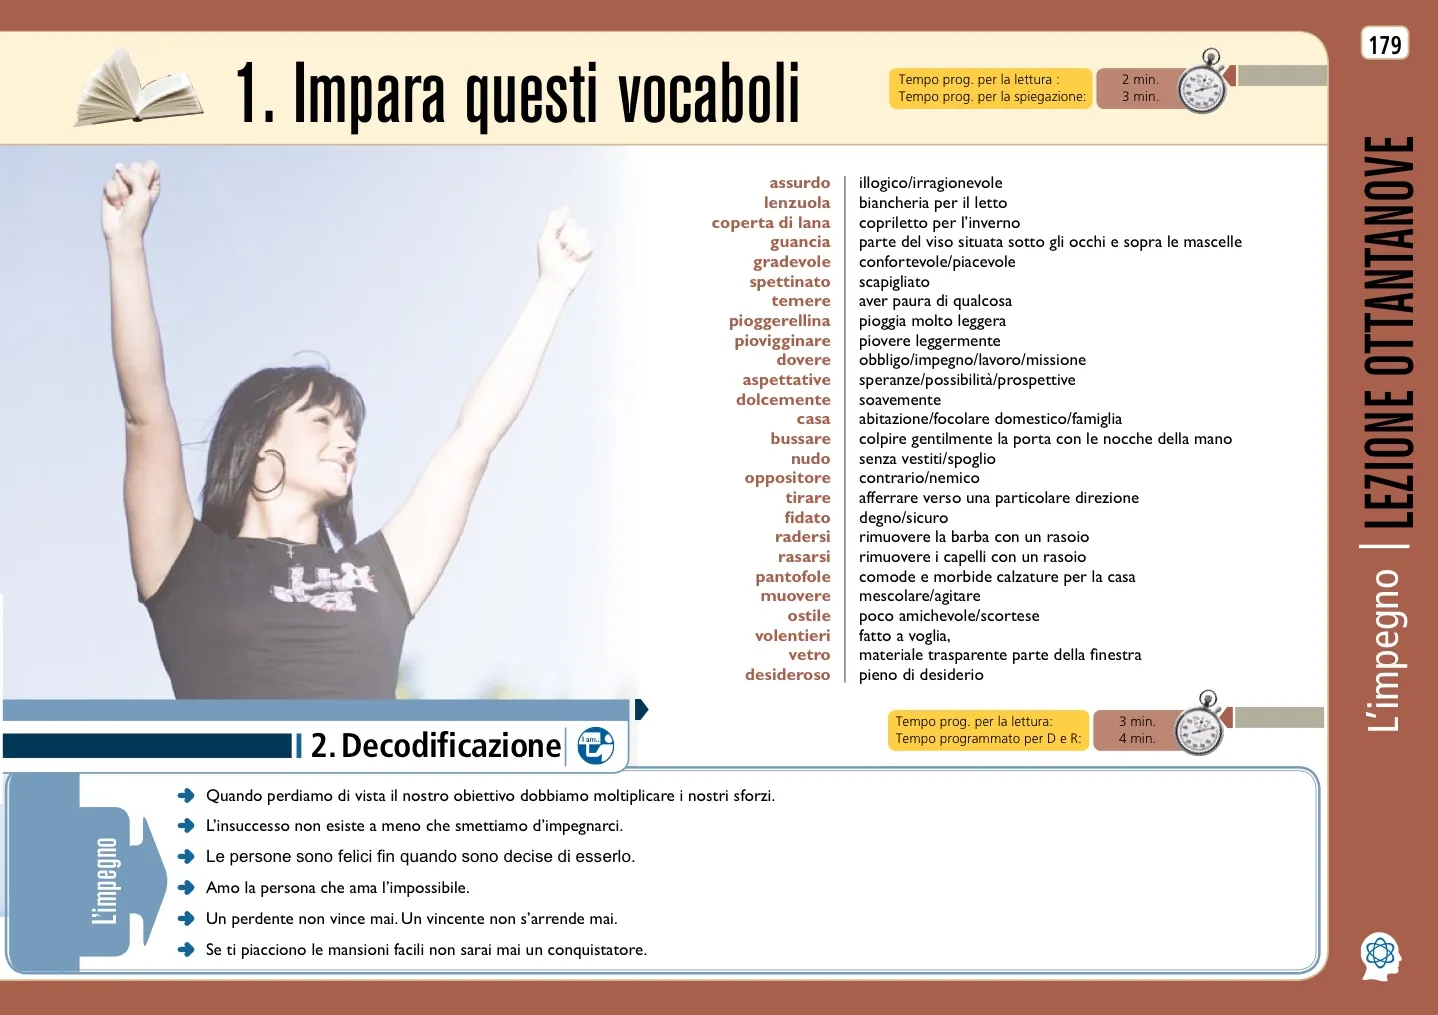 179
1. Impara questi vocaboli
Tempo prog. per la lettura : 2 min.
Tempo prog. per la spiegazione: 3 min.
assurdo illogico/irragionevole
lenzuola biancheria per il letto
coperta di lana copriletto per l'inverno
guancia parte del viso situata sotto gli occhi e sopra le mascelle
gradevole confortevole/piacevole
spettinato scapigliato
temere aver paura di qualcosa
pioggerellina pioggia molto leggera
piovigginare piovere leggermente
dovere obbligo/impegno/lavoro/missione
aspettative speranze/possibilità/prospettive
dolcemente soavemente
casa abitazione/focolare domestico/famiglia
bussare colpire gentilmente la porta con le nocche della mano
nudo senza vestiti/spoglio
oppositore contrario/nemico
tirare afferrare verso una particolare direzione
fidato degno/sicuro
radersi rimuovere la barba con un rasoio
rasarsi rimuovere i capelli con un rasoio
pantofole comode e morbide calzature per la casa
muovere mescolare/agitare
ostile poco amichevole/scortese
volentieri fatto a voglia,
vetro materiale trasparente parte della finestra
desideroso pieno di desiderio
L'impegno | LEZIONE OTTANTANOVE
2. Decodificazione
I am..
Tempo prog. per la lettura: 3 min.
Tempo programmato per D e R: 4 min.
L'impegno
Quando perdiamo di vista il nostro obiettivo dobbiamo moltiplicare i nostri sforzi.
L'insuccesso non esiste a meno che smettiamo d'impegnarci.
Le persone sono felici fin quando sono decise di esserlo.
Amo la persona che ama l'impossibile.
Un perdente non vince mai. Un vincente non s'arrende mai.
Se ti piacciono le mansioni facili non sarai mai un conquistatore.